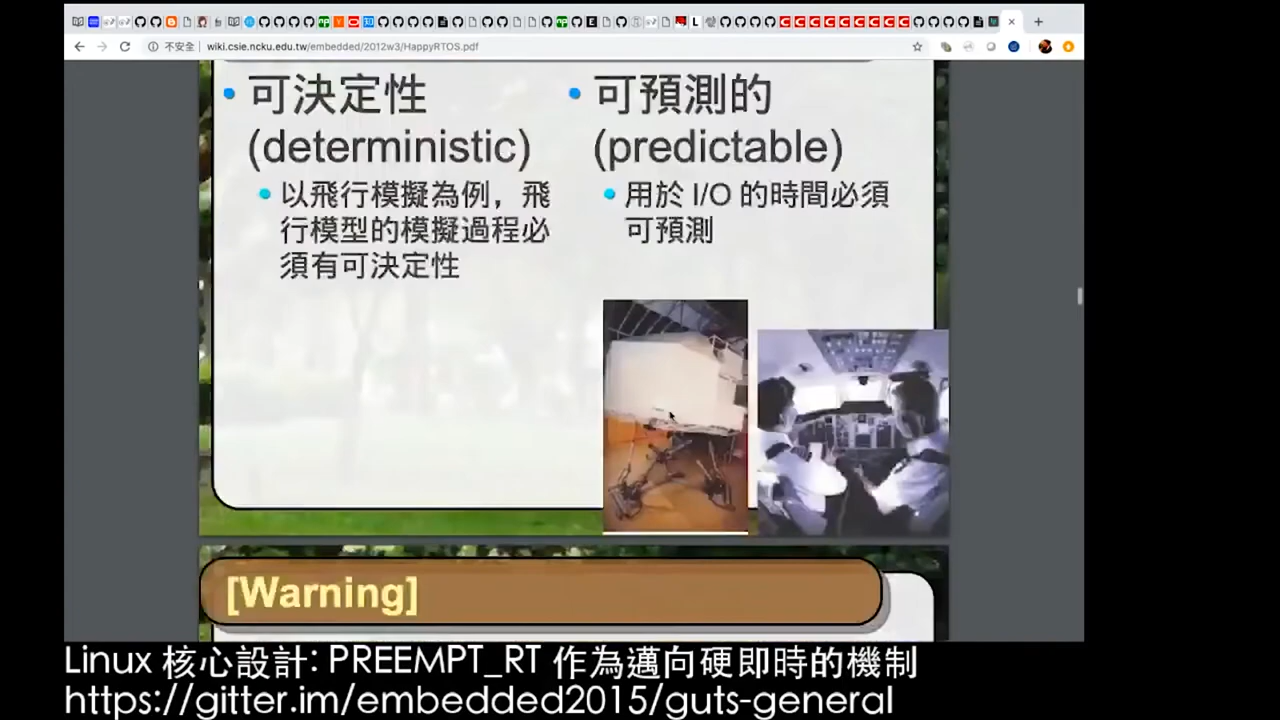 不安全
wiki.csie.ncku.edu.tw/embedded/2012w3/HappyRTOS.pdf
可決定性
(deterministic)
以飛行模擬為例，飛
行模型的模擬過程必
須有可決定性
可預測的
(predictable)
用於 I/O 的時間必須
可預測
[Warning]
Linux 核心設計: PREEMPT_RT 作為邁向硬即時的機制
https://gitter.im/embedded2015/guts-general